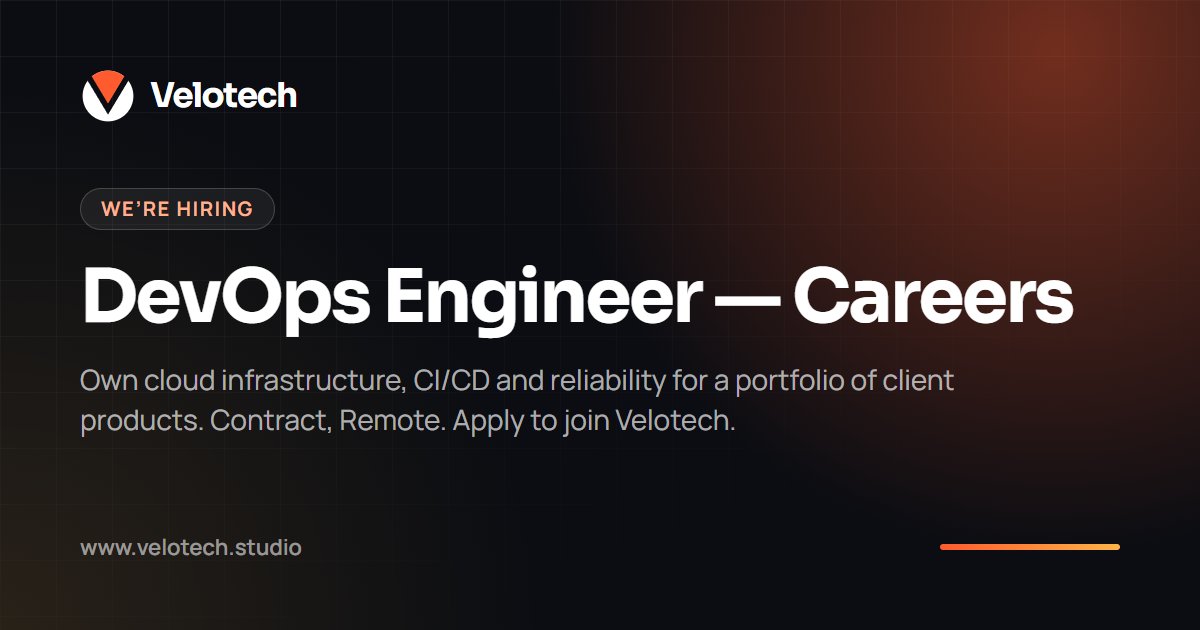 Velotech
WE’RE HIRING
DevOps Engineer — Careers
Own cloud infrastructure, CI/CD and reliability for a portfolio of client
products. Contract, Remote. Apply to join Velotech.
www.velotech.studio